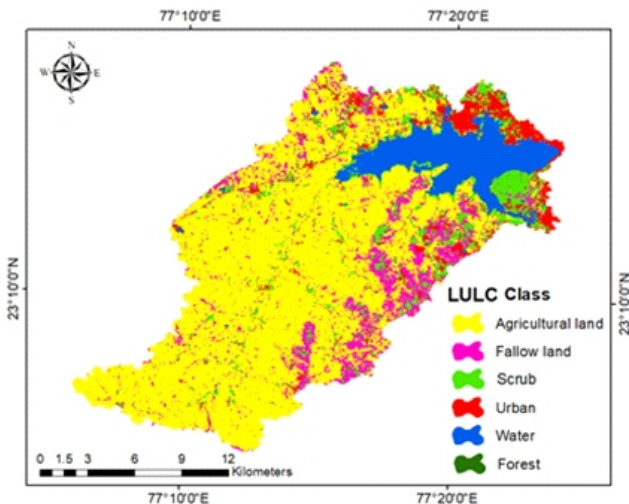 77°10'0"E 77°20'0"E
N
W E
S
23°10'0"N 23°10'0"N
LULC Class
Agricultural land
Fallow land
Scrub
Urban
Water
Forest
0 1.5 3 6 9 12
Kilometers
77°10'0"E 77°20'0"E